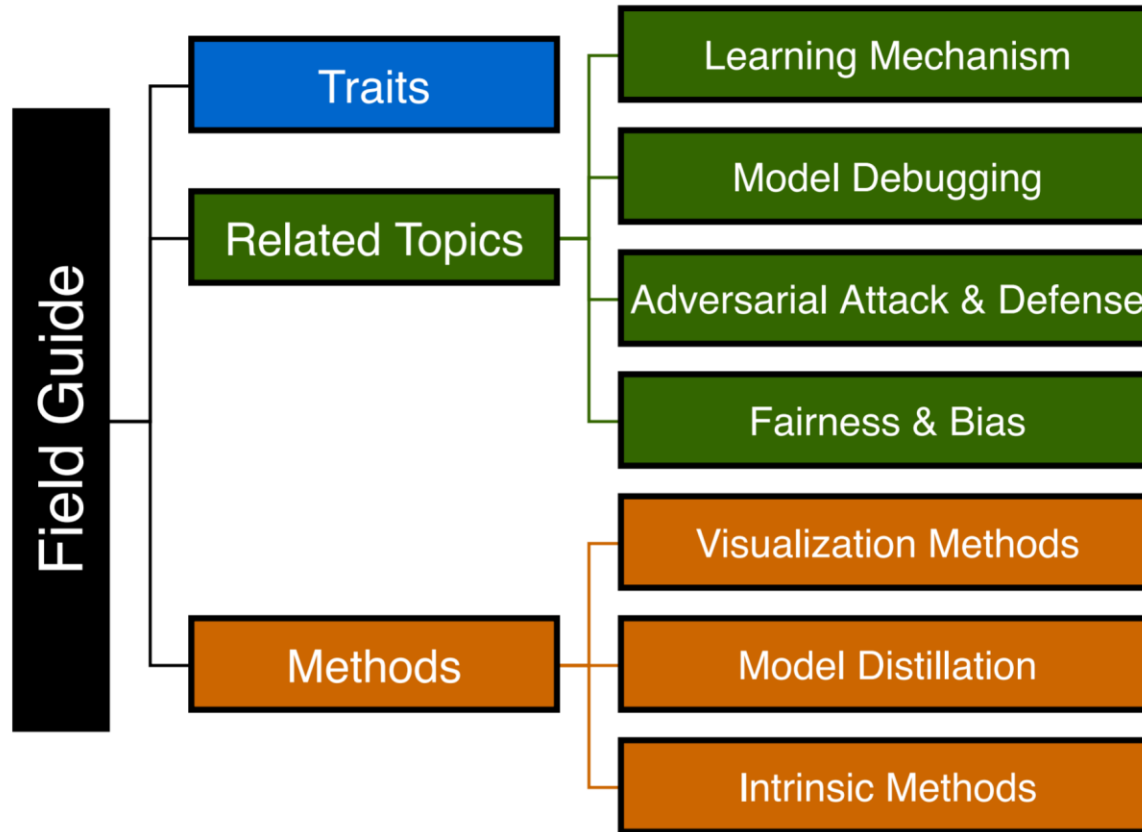 Field Guide
Traits
Related Topics
Learning Mechanism
Model Debugging
Adversarial Attack & Defense
Fairness & Bias
Methods
Visualization Methods
Model Distillation
Intrinsic Methods